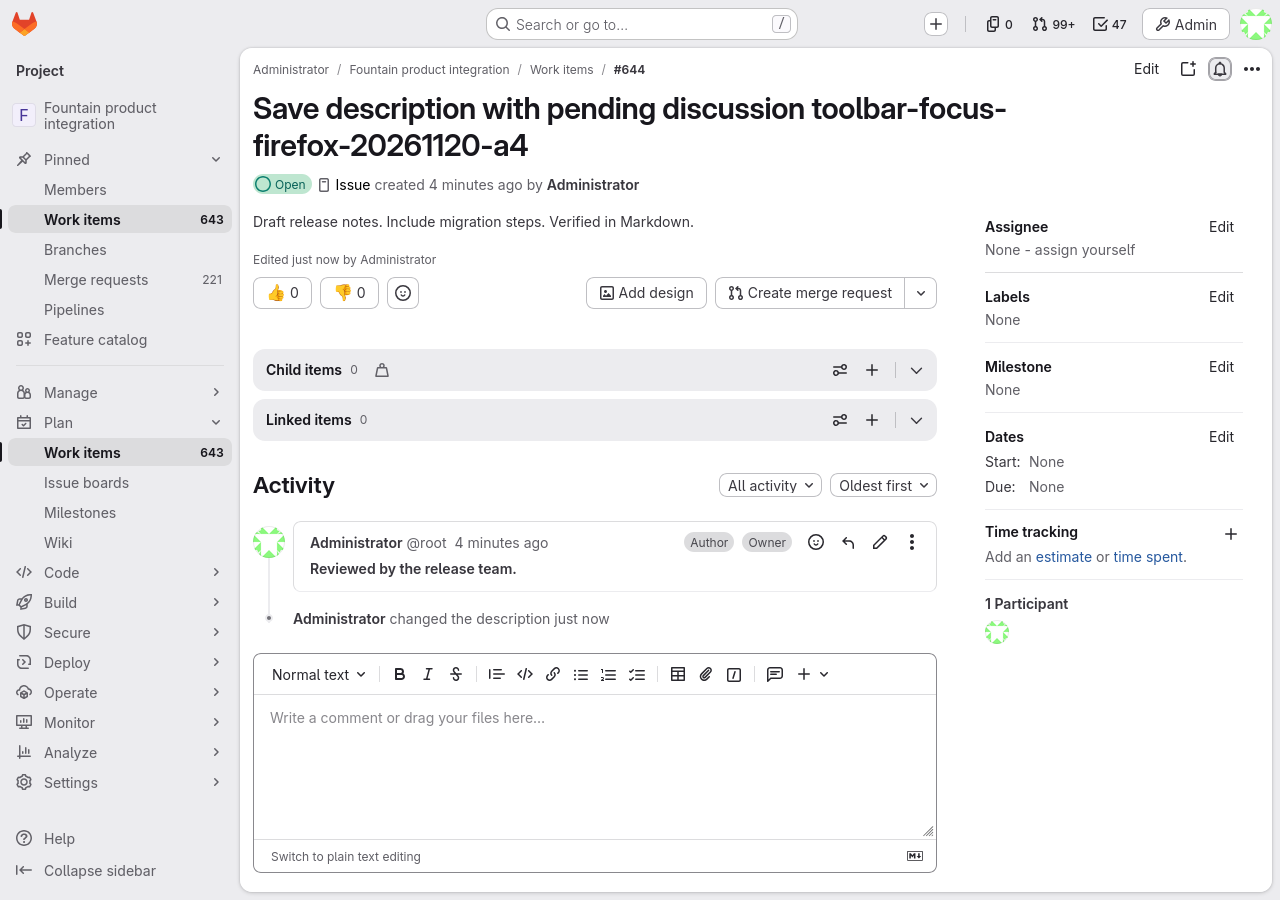 Search or go to...
/
0
99+
47
Admin
Project
F
Fountain product integration
Pinned
Members
Work items 643
Branches
Merge requests 221
Pipelines
Feature catalog
Manage
Plan
Work items 643
Issue boards
Milestones
Wiki
Code
Build
Secure
Deploy
Operate
Monitor
Analyze
Settings
Help
Collapse sidebar
Administrator / Fountain product integration / Work items / #644
Edit
Save description with pending discussion toolbar-focus-
firefox-20261120-a4
Open Issue created 4 minutes ago by Administrator
Draft release notes. Include migration steps. Verified in Markdown.
Edited just now by Administrator
👍 0
👎 0
Add design
Create merge request
Child items 0
Linked items 0
Activity
All activity
Oldest first
Administrator @root 4 minutes ago
Author
Owner
Reviewed by the release team.
Administrator changed the description just now
Normal text
B I S
Write a comment or drag your files here...
Switch to plain text editing
Assignee Edit
None - assign yourself
Labels Edit
None
Milestone Edit
None
Dates Edit
Start: None
Due: None
Time tracking
Add an estimate or time spent.
1 Participant